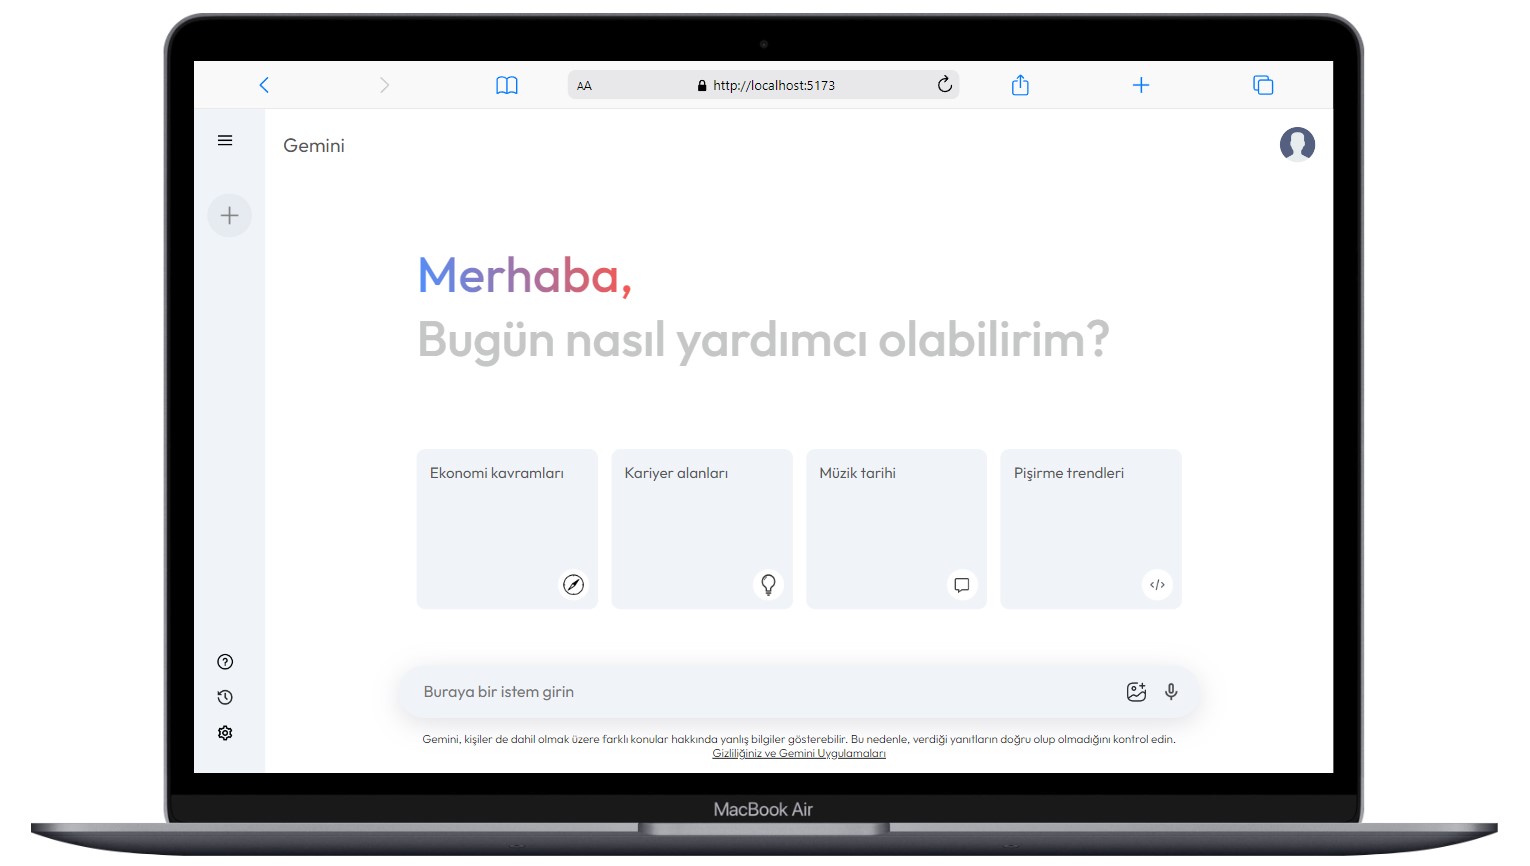 AA
http://localhost:5173
Gemini
Merhaba,
Bugün nasıl yardımcı olabilirim?
Ekonomi kavramları
Kariyer alanları
Müzik tarihi
Pişirme trendleri
</>
Buraya bir istem girin
Gemini, kişiler de dahil olmak üzere farklı konular hakkında yanlış bilgiler gösterebilir. Bu nedenle, verdiği yanıtların doğru olup olmadığını kontrol edin.
Gizliliğiniz ve Gemini Uygulamaları
MacBook Air